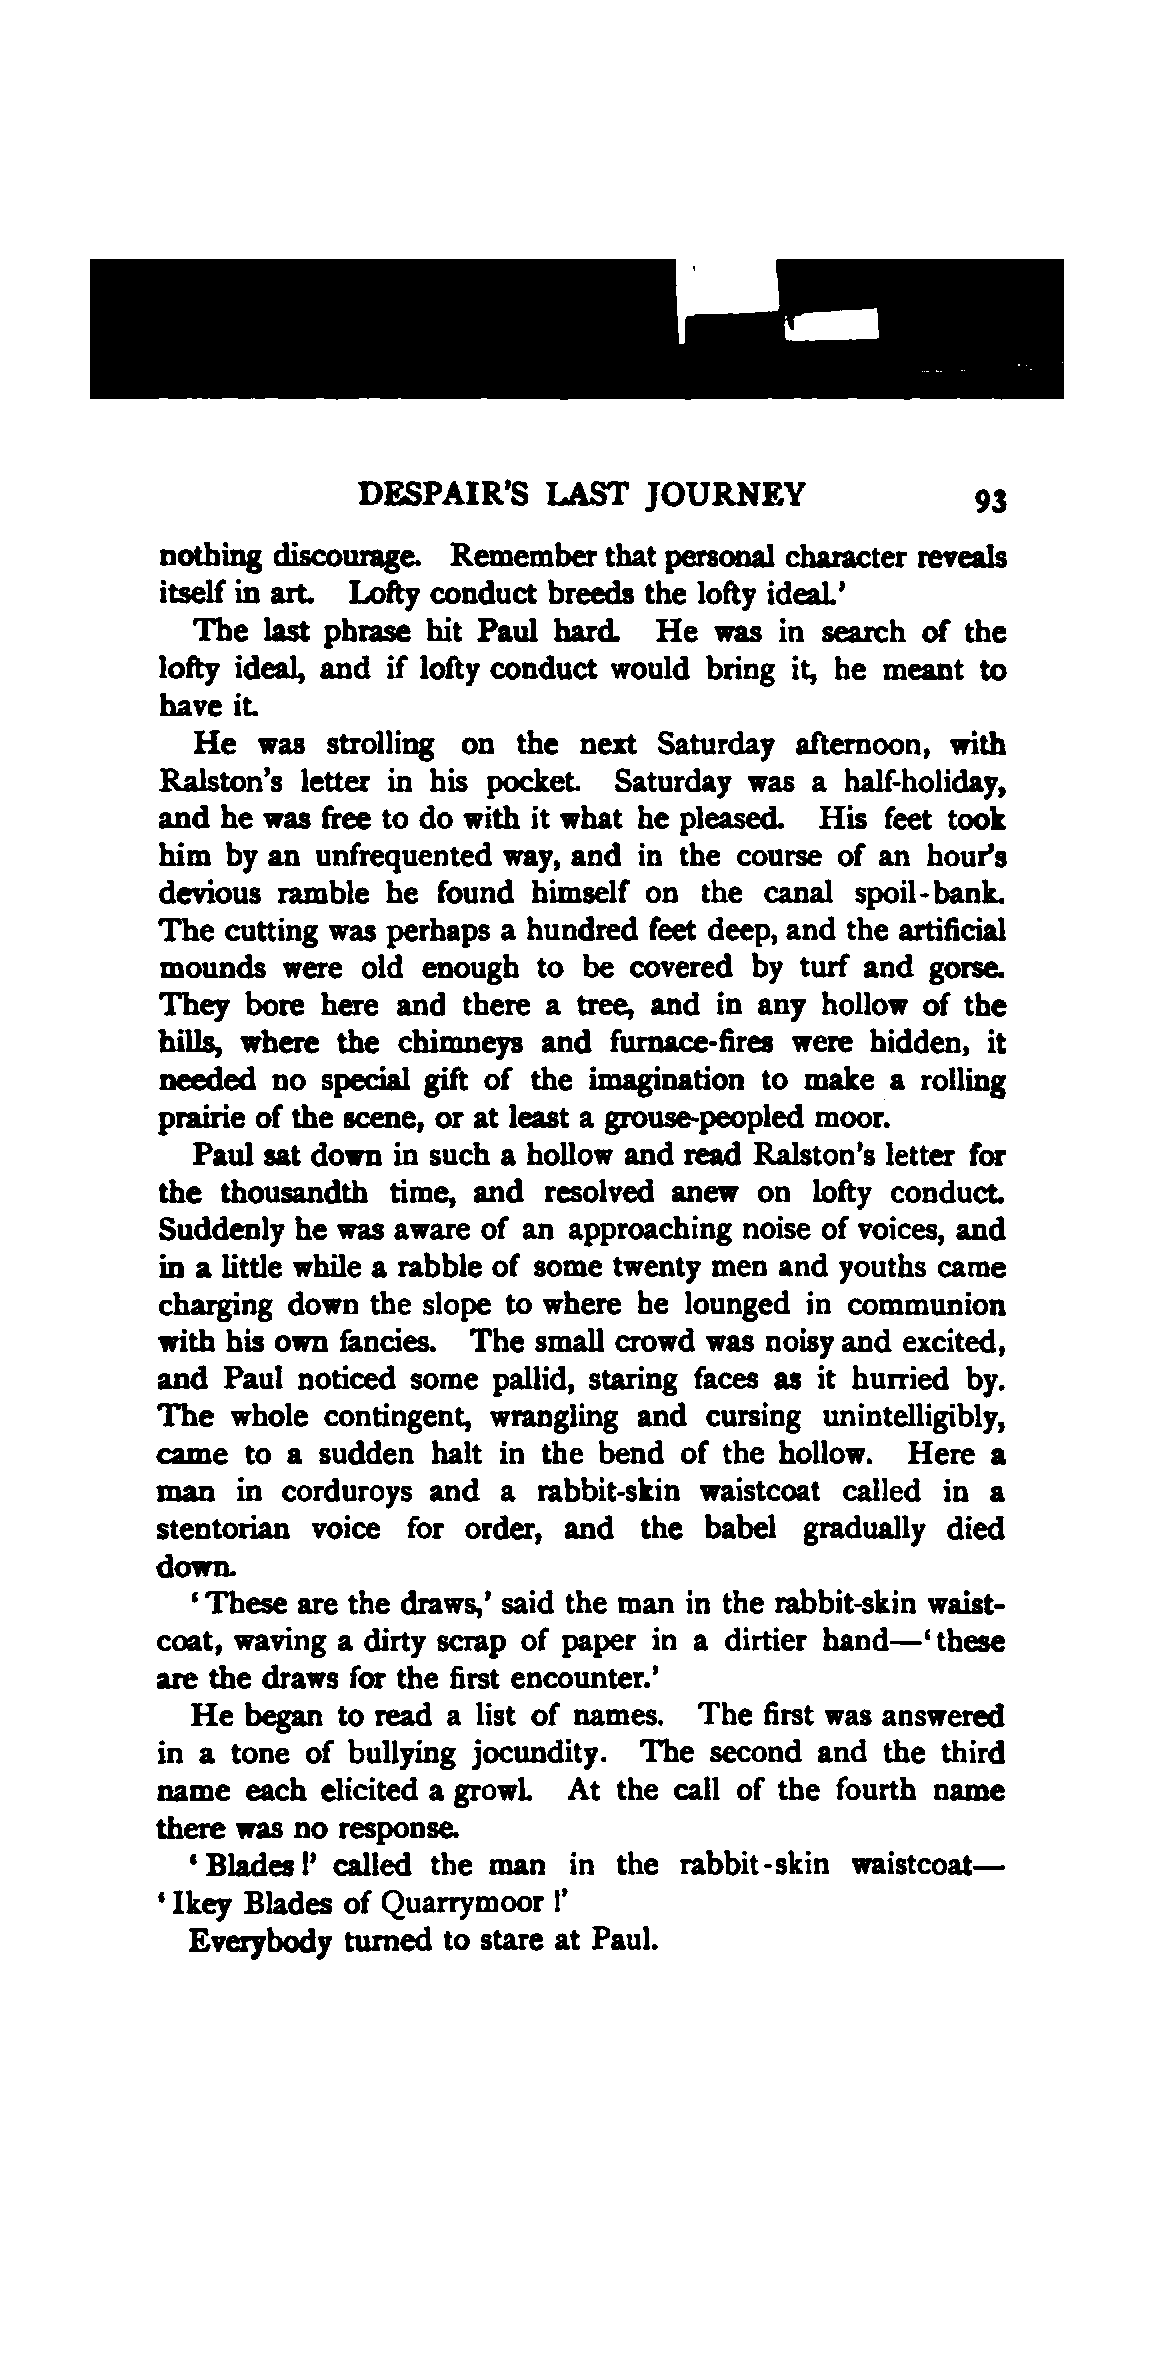 DESPAIR'S LAST JOURNEY 93
nothing discourage. Remember that personal character reveals
itself in art. Lofty conduct breeds the lofty ideal.'
The last phrase hit Paul hard. He was in search of the
lofty ideal, and if lofty conduct would bring it, he meant to
have it.
He was strolling on the next Saturday afternoon, with
Ralston's letter in his pocket. Saturday was a half-holiday,
and he was free to do with it what he pleased. His feet took
him by an unfrequented way, and in the course of an hour's
devious ramble he found himself on the canal spoil-bank.
The cutting was perhaps a hundred feet deep, and the artificial
mounds were old enough to be covered by turf and gorse.
They bore here and there a tree, and in any hollow of the
hills, where the chimneys and furnace-fires were hidden, it
needed no special gift of the imagination to make a rolling
prairie of the scene, or at least a grouse-peopled moor.
Paul sat down in such a hollow and read Ralston's letter for
the thousandth time, and resolved anew on lofty conduct.
Suddenly he was aware of an approaching noise of voices, and
in a little while a rabble of some twenty men and youths came
charging down the slope to where he lounged in communion
with his own fancies. The small crowd was noisy and excited,
and Paul noticed some pallid, staring faces as it hurried by.
The whole contingent, wrangling and cursing unintelligibly,
came to a sudden halt in the bend of the hollow. Here a
man in corduroys and a rabbit-skin waistcoat called in a
stentorian voice for order, and the babel gradually died
down.
'These are the draws,' said the man in the rabbit-skin waist-
coat, waving a dirty scrap of paper in a dirtier hand—'these
are the draws for the first encounter.'
He began to read a list of names. The first was answered
in a tone of bullying jocundity. The second and the third
name each elicited a growl. At the call of the fourth name
there was no response.
'Blades!' called the man in the rabbit-skin waistcoat—
'Ikey Blades of Quarrymoor!'
Everybody turned to stare at Paul.